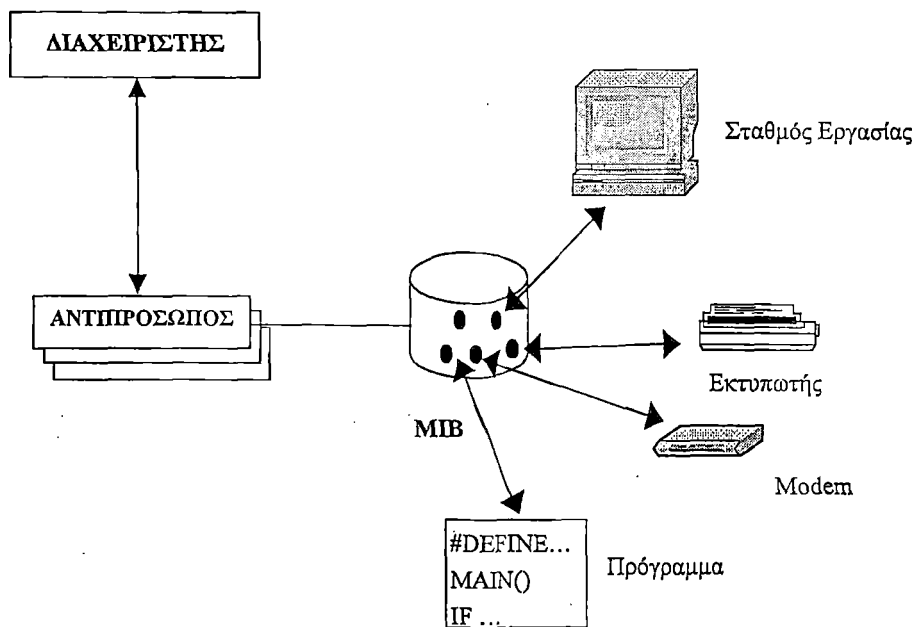 ΔΙΑΧΕΙΡΙΣΤΗΣ
Σταθμός Εργασίας
ΑΝΤΙΠΡΟΣΩΠΟΣ
Εκτυπωτής
MIB
Modem
#DEFINE...
MAIN()
IF ...
Πρόγραμμα